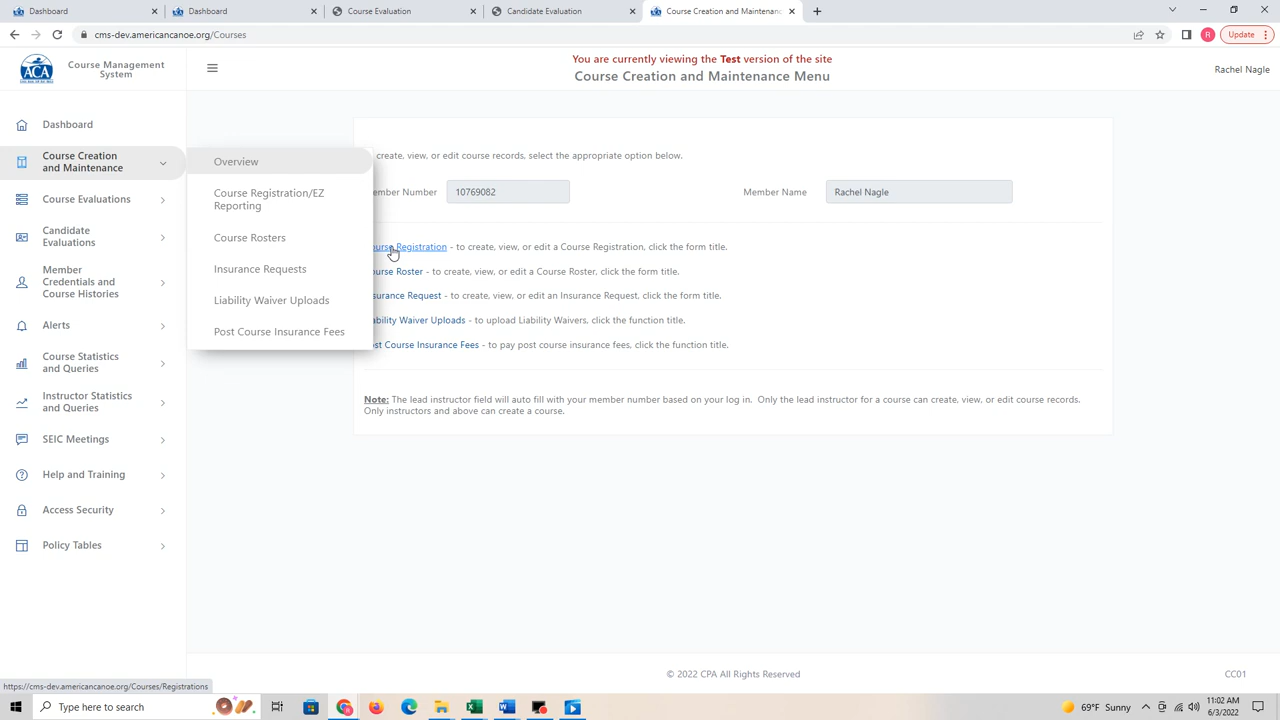 Dashboard
Dashboard
Course Evaluation
Candidate Evaluation
Course Creation and Maintenance
cms-dev.americancanoe.org/Courses
R
Update
ACA
Course Management
System
You are currently viewing the Test version of the site
Course Creation and Maintenance Menu
Rachel Nagle
Dashboard
Course Creation
and Maintenance
Course Evaluations
Candidate
Evaluations
Member
Credentials and
Course Histories
Alerts
Course Statistics
and Queries
Instructor Statistics
and Queries
SEIC Meetings
Help and Training
Access Security
Policy Tables
Overview
Course Registration/EZ
Reporting
Course Rosters
Insurance Requests
Liability Waiver Uploads
Post Course Insurance Fees
create, view, or edit course records, select the appropriate option below.
ember Number 10769082 Member Name Rachel Nagle
ourse Registration - to create, view, or edit a Course Registration, click the form title.
ourse Roster - to create, view, or edit a Course Roster, click the form title.
surance Request - to create, view, or edit an Insurance Request, click the form title.
ability Waiver Uploads - to upload Liability Waivers, click the function title.
ost Course Insurance Fees - to pay post course insurance fees, click the function title.
Note: The lead instructor field will auto fill with your member number based on your log in. Only the lead instructor for a course can create, view, or edit course records.
Only instructors and above can create a course.
© 2022 CPA All Rights Reserved
CC01
https://cms-dev.americancanoe.org/Courses/Registrations
Type here to search
69°F Sunny
11:02 AM
6/3/2022